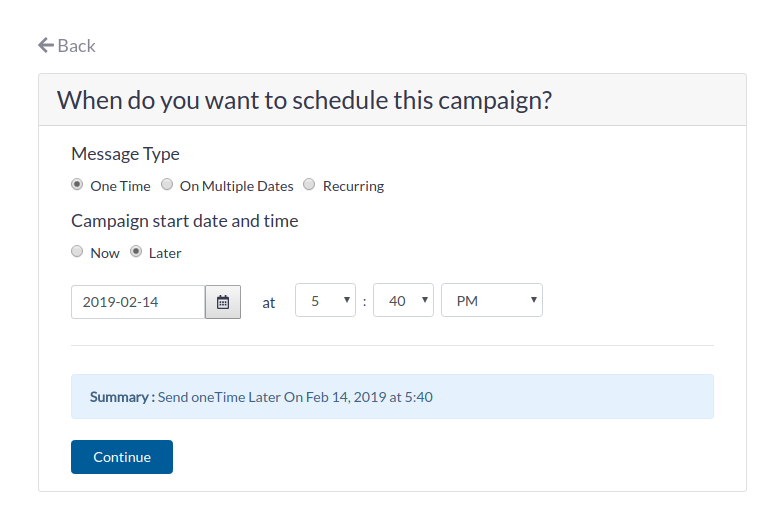 Back
When do you want to schedule this campaign?
Message Type
One Time On Multiple Dates Recurring
Campaign start date and time
Now Later
2019-02-14 at 5 : 40 PM
Summary : Send oneTime Later On Feb 14, 2019 at 5:40
Continue